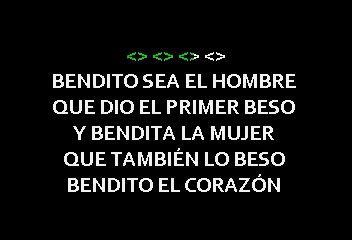 <> <> <> <>
BENDITO SEA EL HOMBRE
QUE DIO EL PRIMER BESO
Y BENDITA LA MUJER
QUE TAMBIÉN LO BESO
BENDITO EL CORAZÓN